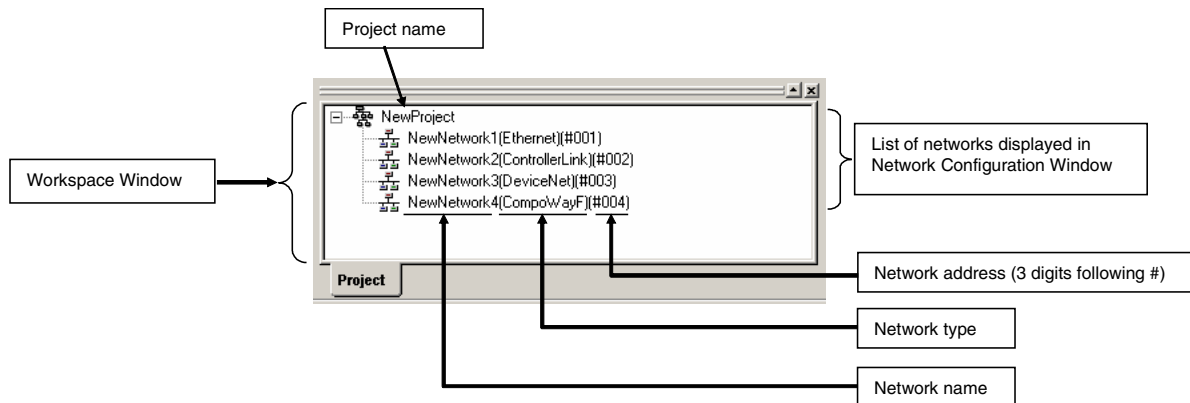 Project name
NewProject
NewNetwork1(Ethernet)(#001)
NewNetwork2(ControllerLink)(#002)
NewNetwork3(DeviceNet)(#003)
NewNetwork4(CompoWayF)(#004)
Project
Workspace Window
List of networks displayed in
Network Configuration Window
Network address (3 digits following #)
Network type
Network name